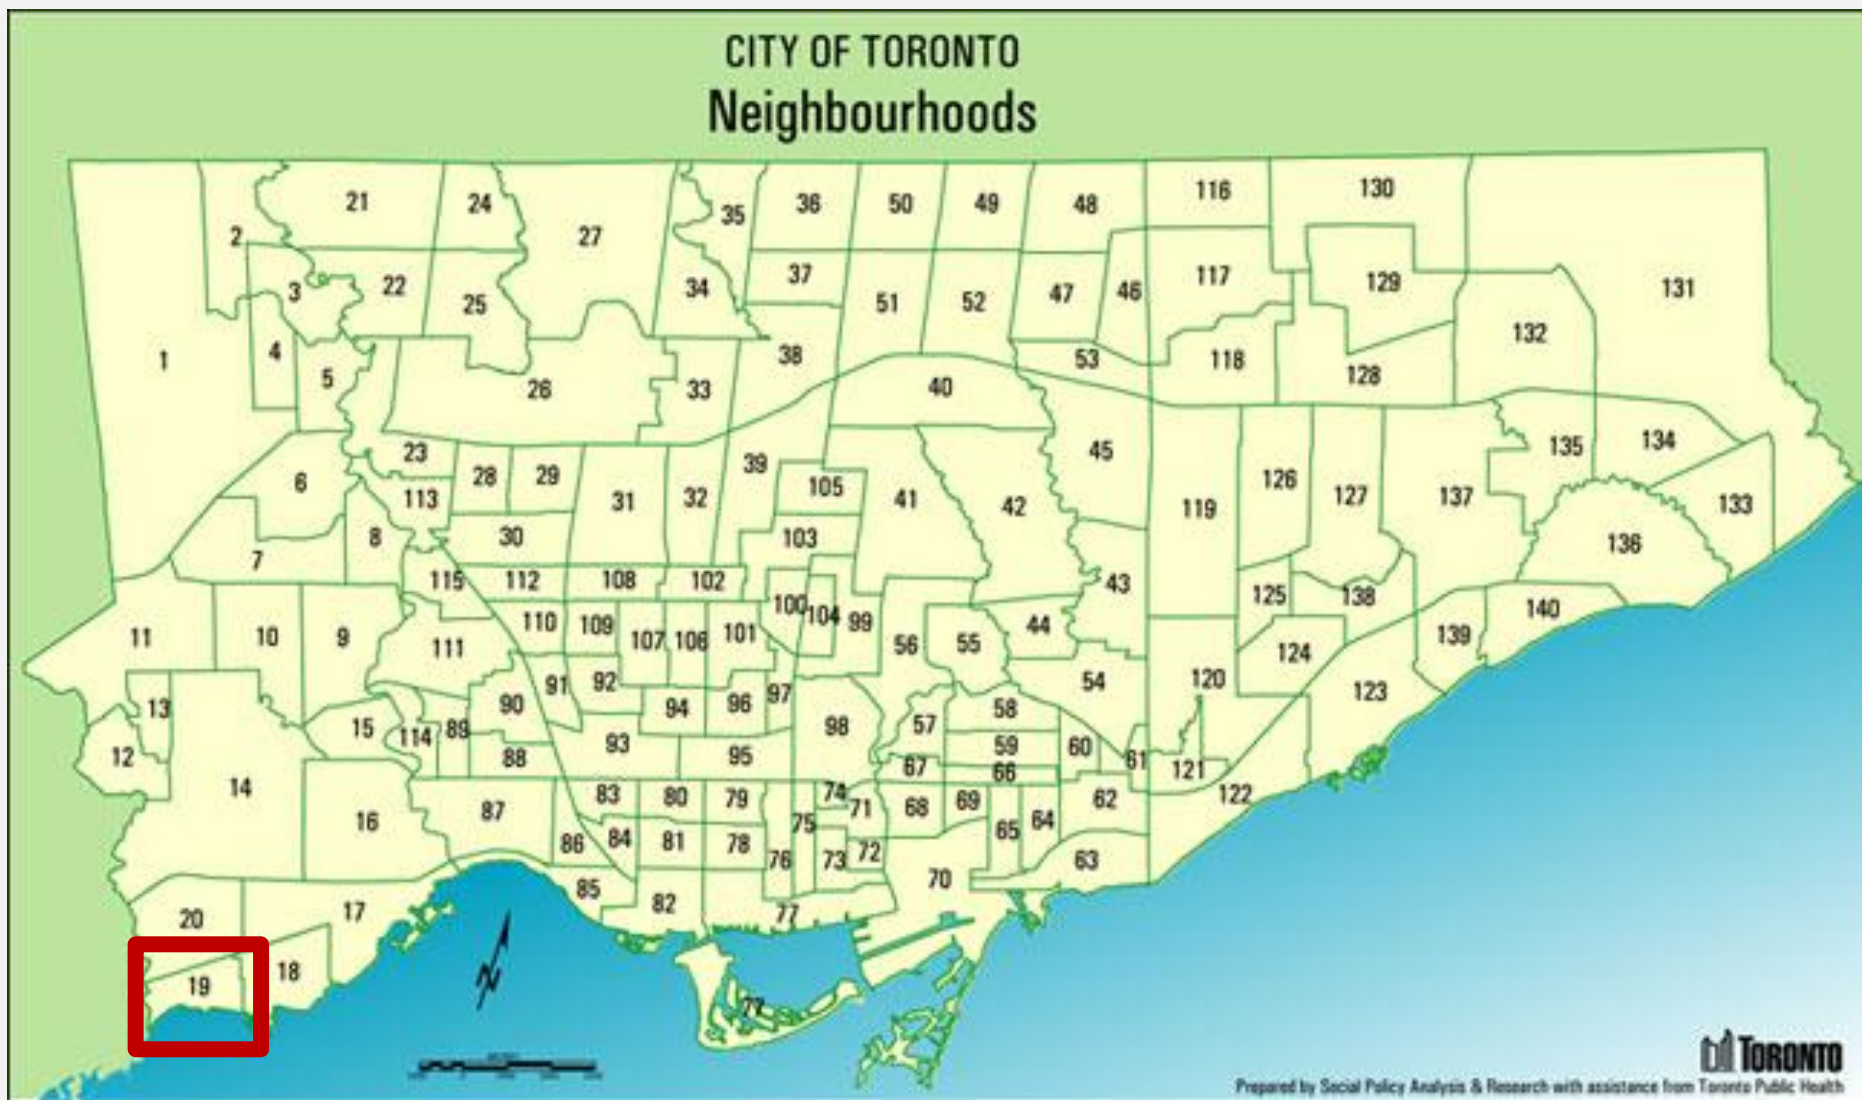 CITY OF TORONTO
Neighbourhoods
116 130
21 24 35 36 50 49 48
2 27
3 22 34 37 117 129 131
25 51 52 47 46
1 4 5 38 53 118 132
26 33 40 128
23 45 135 134
6 28 29 39 126
113 31 32 105 41 42 119 127 137 133
7 8 30 103 136
115 112 108 102 43 125 138 140
11 10 9 110 109 107 106 101 100 104 99 44 139
111 56 55 124
13 91 92 97 54 120 123
12 15 114 89 90 94 96 98 57 58
88 93 95 59 60
67 66 61 121
14 16 87 83 80 79 74 71 68 69 62 122
86 84 81 78 75 65 64
76 73 72 63
20 17 85 82 77 70
19 18
N 77
TORONTO
Prepared by Social Policy Analysis & Research with assistance from Toronto Public Health